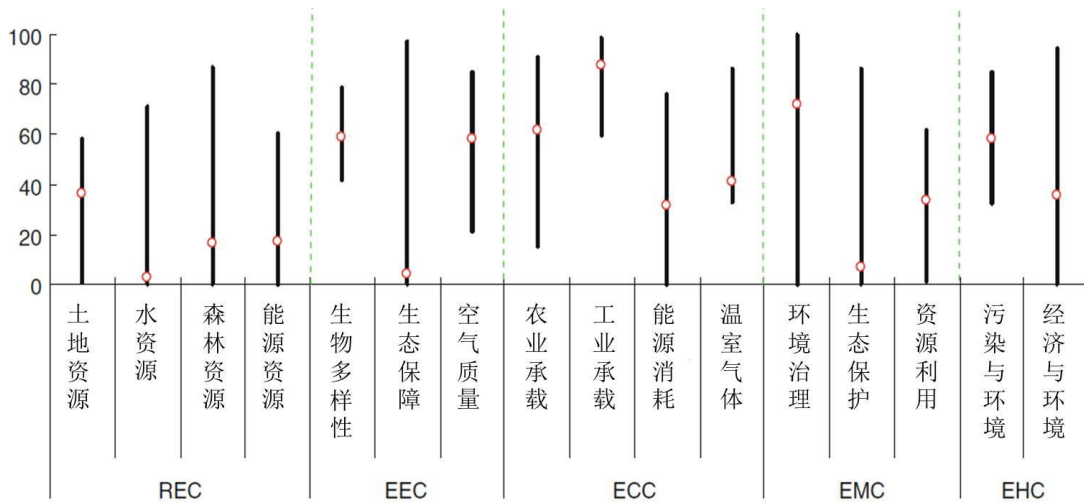 100
80
60
40
20
0
土地资源
水资源
森林资源
能源资源
生物多样性
生态保障
空气质量
农业承载
工业承载
能源消耗
温室气体
环境治理
生态保护
资源利用
污染与环境
经济与环境
REC
EEC
ECC
EMC
EHC